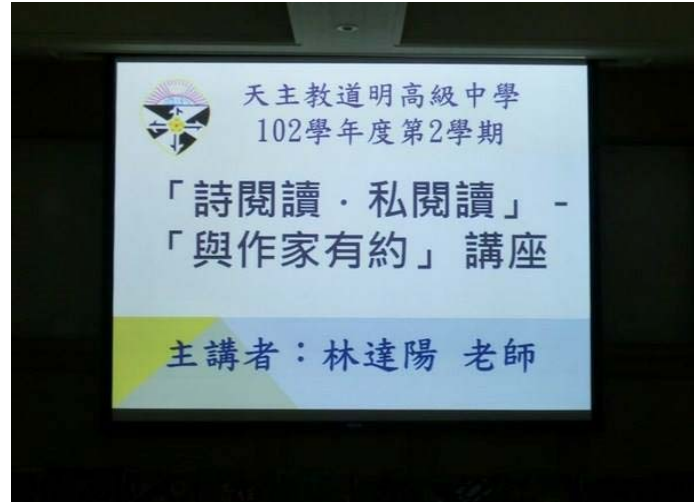 天主教道明高級中學
102學年度第2學期
「詩閱讀．私閱讀」-
「與作家有約」講座
主講者：林達陽 老師